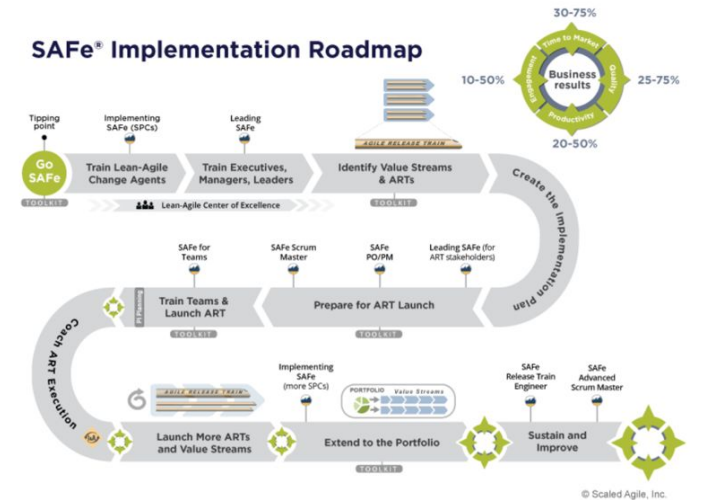 SAFe® Implementation Roadmap
30-75%
Time to Market
10-50%
Engagement
Business
results
Quality
25-75%
Productivity
20-50%
Tipping
point
Implementing
SAFe (SPCs)
Leading
SAFe
AGILE RELEASE TRAIN
Go
SAFe
Train Lean-Agile
Change Agents
Train Executives,
Managers, Leaders
Identify Value Streams
& ARTs
Create the Implementation Plan
TOOLKIT
Lean-Agile Center of Excellence
TOOLKIT
SAFe for
Teams
SAFe Scrum
Master
SAFe
PO/PM
Leading SAFe (for
ART stakeholders)
PI Planning
Train Teams &
Launch ART
Prepare for ART Launch
TOOLKIT
TOOLKIT
Coach ART Execution
AGILE RELEASE TRAIN
Implementing
SAFe
(more SPCs)
PORTFOLIO
Value Streams
SAFe
Release Train
Engineer
SAFe
Advanced
Scrum Master
I&A
Launch More ARTs
and Value Streams
Extend to the Portfolio
Sustain and
Improve
TOOLKIT
© Scaled Agile, Inc.